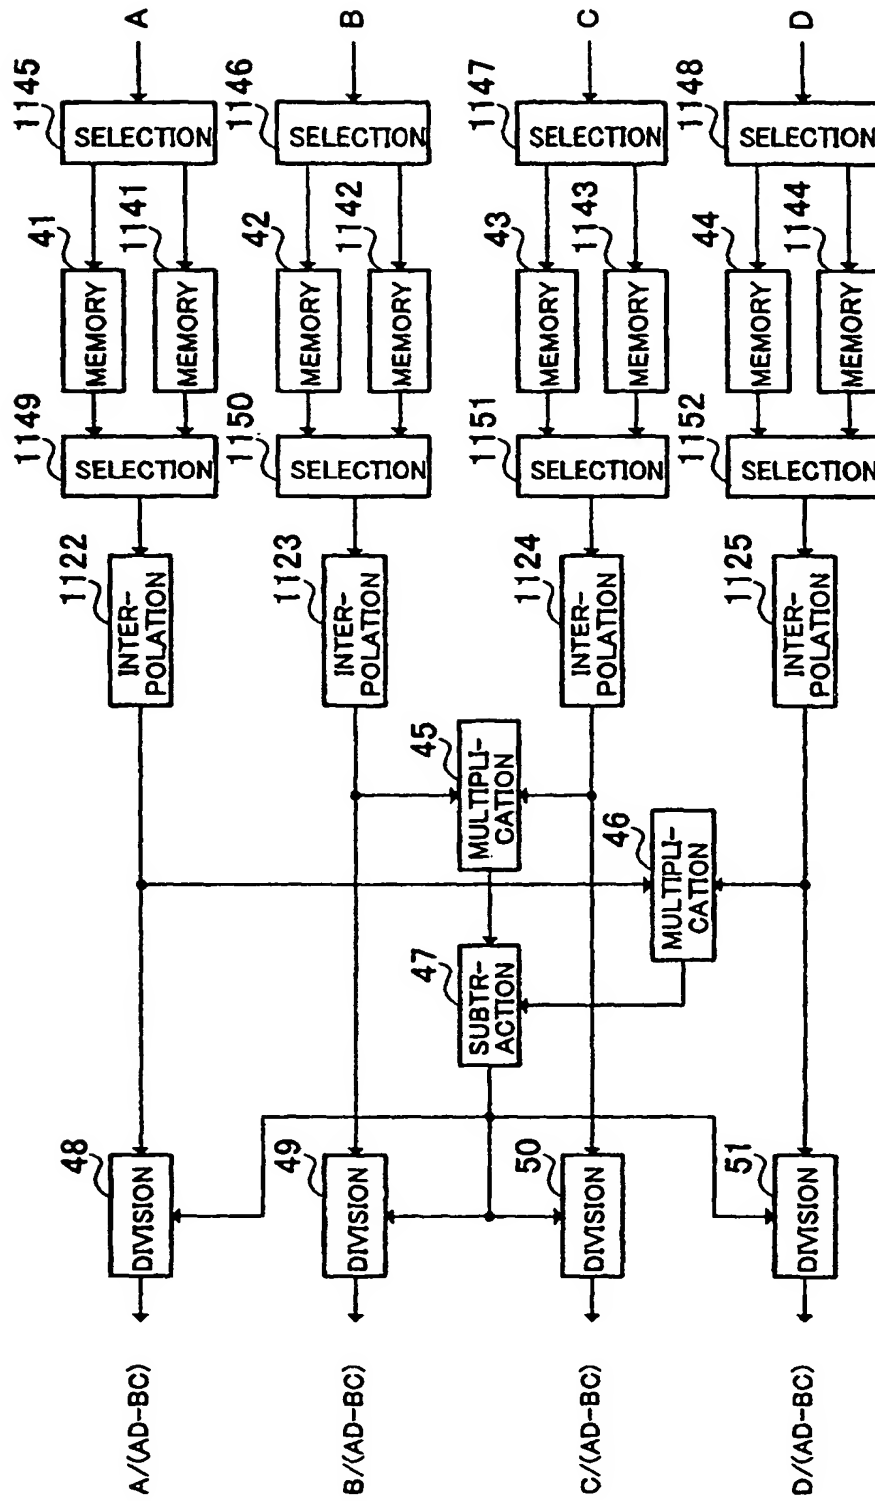 A
1145
SELECTION
41
MEMORY
1141
MEMORY
1149
SELECTION
1122
INTER-
POLATION
48
DIVISION
A/(AD-BC)
B
1146
SELECTION
42
MEMORY
1142
MEMORY
1150
SELECTION
1123
INTER-
POLATION
45
MULTIPLI-
CATION
47
SUBTR-
ACTION
49
DIVISION
B/(AD-BC)
C
1147
SELECTION
43
MEMORY
1143
MEMORY
1151
SELECTION
1124
INTER-
POLATION
46
MULTIPLI-
CATION
50
DIVISION
C/(AD-BC)
D
1148
SELECTION
44
MEMORY
1144
MEMORY
1152
SELECTION
1125
INTER-
POLATION
51
DIVISION
D/(AD-BC)